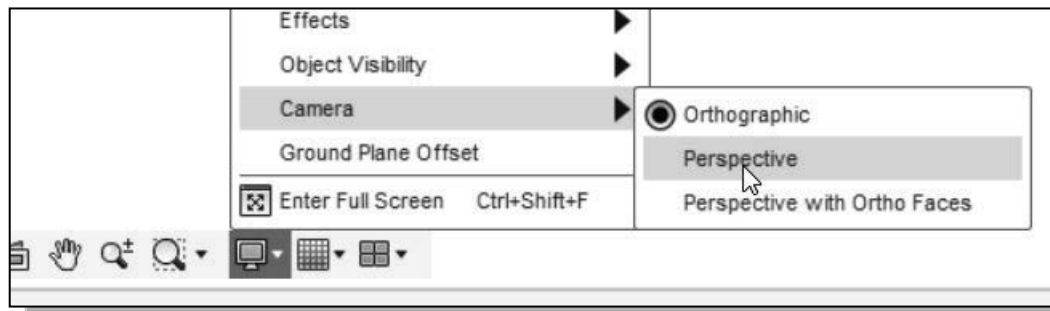 Effects
Object Visibility
Camera
Orthographic
Ground Plane Offset
Perspective
Enter Full Screen Ctrl+Shift+F
Perspective with Ortho Faces